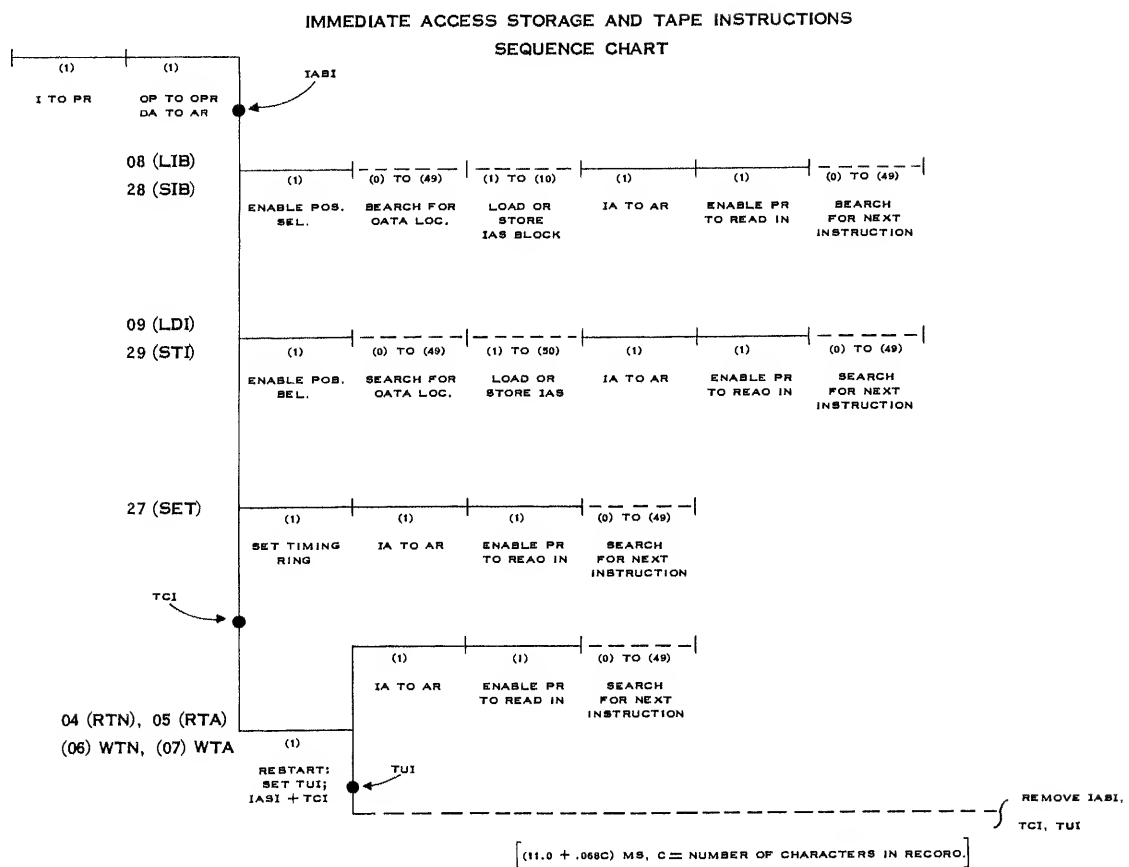 IMMEDIATE ACCESS STORAGE AND TAPE INSTRUCTIONS
SEQUENCE CHART
(1) (1)
I TO PR
OP TO OPR
DA TO AR
IASI
08 (LIB)
28 (SIB)
(1) (0) TO (49) (1) TO (10) (1) (1) (0) TO (49)
ENABLE POS.
SEL.
SEARCH FOR
DATA LOC.
LOAD OR
STORE
IAS BLOCK
IA TO AR
ENABLE PR
TO READ IN
SEARCH
FOR NEXT
INSTRUCTION
09 (LDI)
29 (STI)
(1) (0) TO (49) (1) TO (50) (1) (1) (0) TO (49)
ENABLE POS.
SEL.
SEARCH FOR
DATA LOC.
LOAD OR
STORE IAS
IA TO AR
ENABLE PR
TO READ IN
SEARCH
FOR NEXT
INSTRUCTION
27 (SET)
(1) (1) (1) (0) TO (49)
SET TIMING
RING
IA TO AR
ENABLE PR
TO READ IN
SEARCH
FOR NEXT
INSTRUCTION
TCI
(1) (1) (0) TO (49)
IA TO AR
ENABLE PR
TO READ IN
SEARCH
FOR NEXT
INSTRUCTION
04 (RTN), 05 (RTA)
(06) WTN, (07) WTA
(1)
RESTART:
SET TUI;
IASI + TCI
TUI
REMOVE IASI,
TCI, TUI
[(11.0 + .068C) MS, C = NUMBER OF CHARACTERS IN RECORD.]